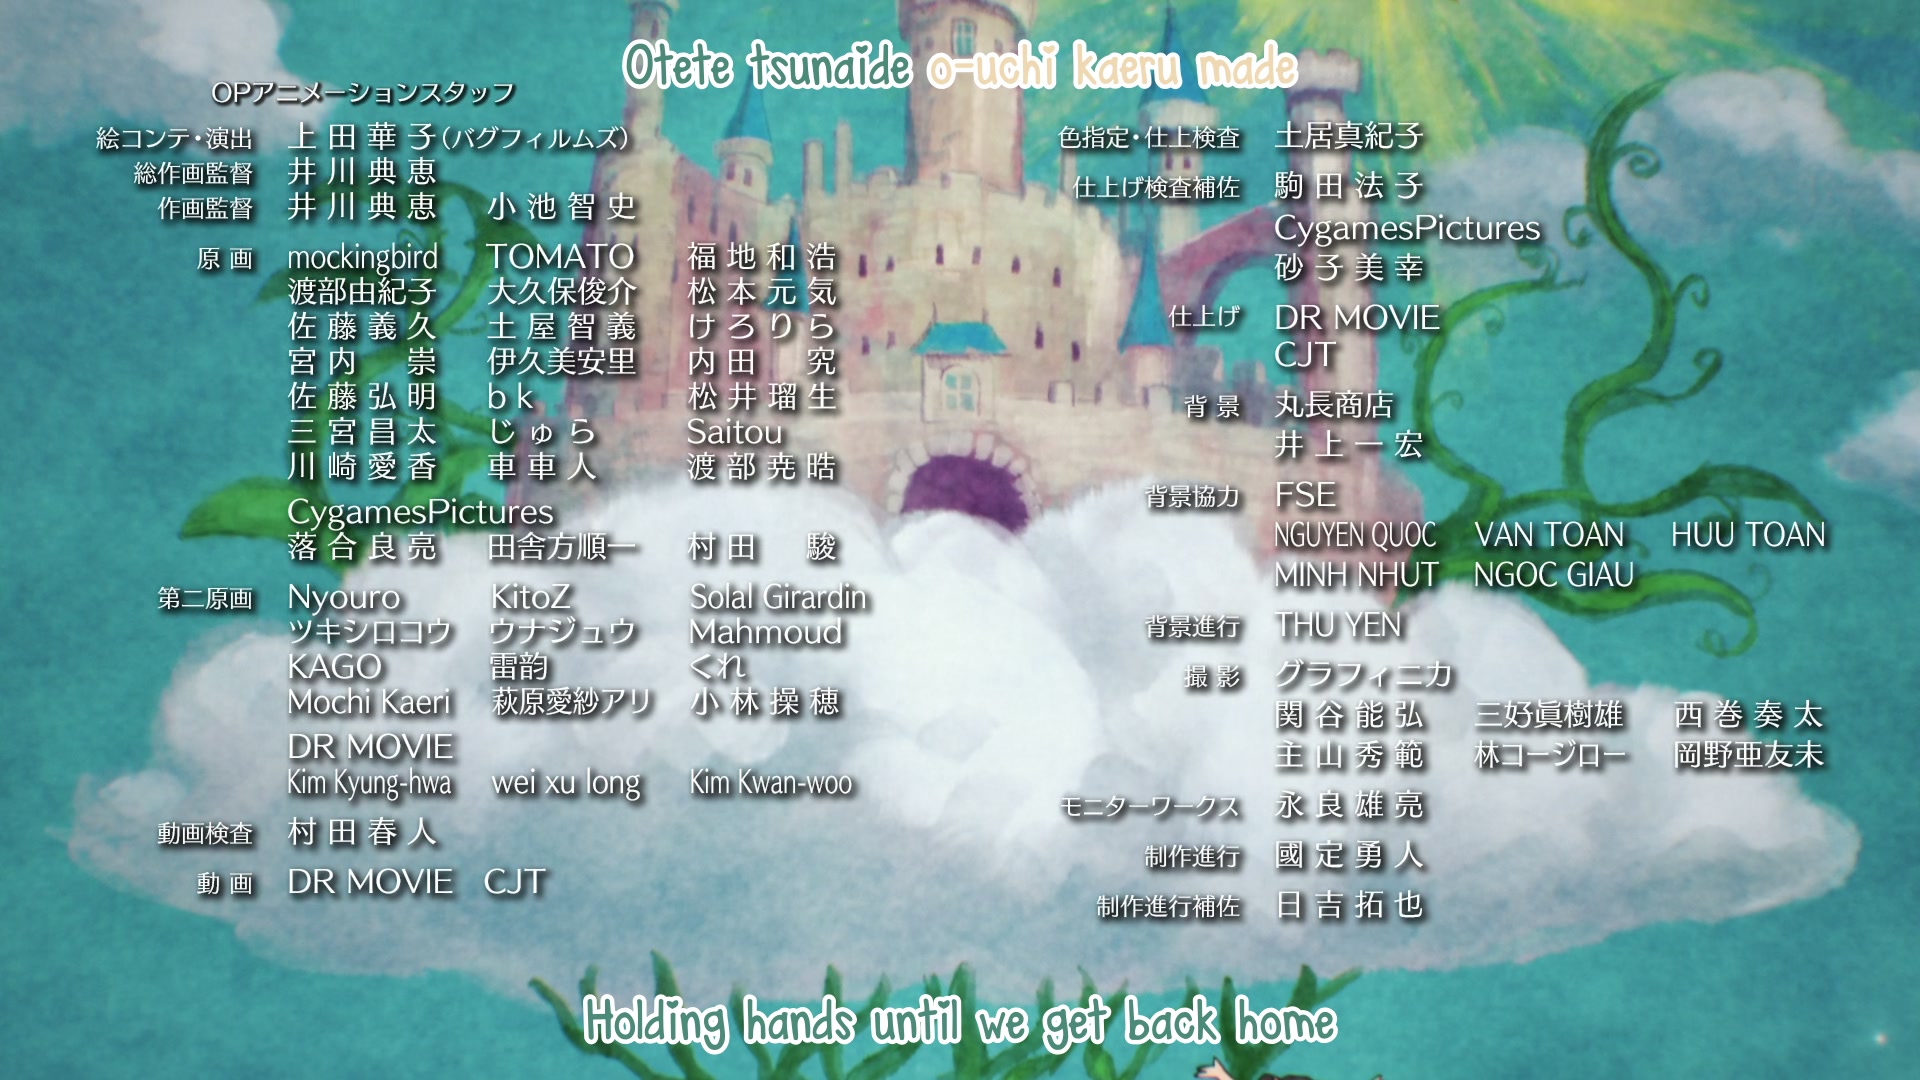 Otete tsunaide o-uchi kaeru made
OPアニメーションスタッフ
絵コンテ・演出 上田華子(バグフィルムズ)
総作画監督 井川典恵
作画監督 井川典恵 小池智史
原画 mockingbird TOMATO 福地和浩
渡部由紀子 大久保俊介 松本元気
佐藤義久 土屋智義 けろりら
宮内崇 伊久美安里 内田究
佐藤弘明 bk 松井瑠生
三宮昌太 じゅら Saitou
川崎愛香 車車人 渡部尭晧
CygamesPictures
落合良亮 田舎方順一 村田駿
第二原画 Nyouro KitoZ Solal Girardin
ツキシロコウ ウナジュウ Mahmoud
KAGO 雷韵 くれ
Mochi Kaeri 萩原愛紗アリ 小林操穂
DR MOVIE
Kim Kyung-hwa wei xu long Kim Kwan-woo
動画検査 村田春人
動画 DR MOVIE CJT
色指定・仕上検査 土居真紀子
仕上げ検査補佐 駒田法子
CygamesPictures
砂子美幸
仕上げ DR MOVIE
CJT
背景 丸長商店
井上一宏
背景協力 FSE
NGUYEN QUOC VAN TOAN HUU TOAN
MINH NHUT NGOC GIAU
背景進行 THU YEN
撮影 グラフィニカ
関谷能弘 三好眞樹雄 西巻奏太
主山秀範 林コージロー 岡野亜友未
モニターワークス 永良雄亮
制作進行 國定勇人
制作進行補佐 日吉拓也
Holding hands until we get back home